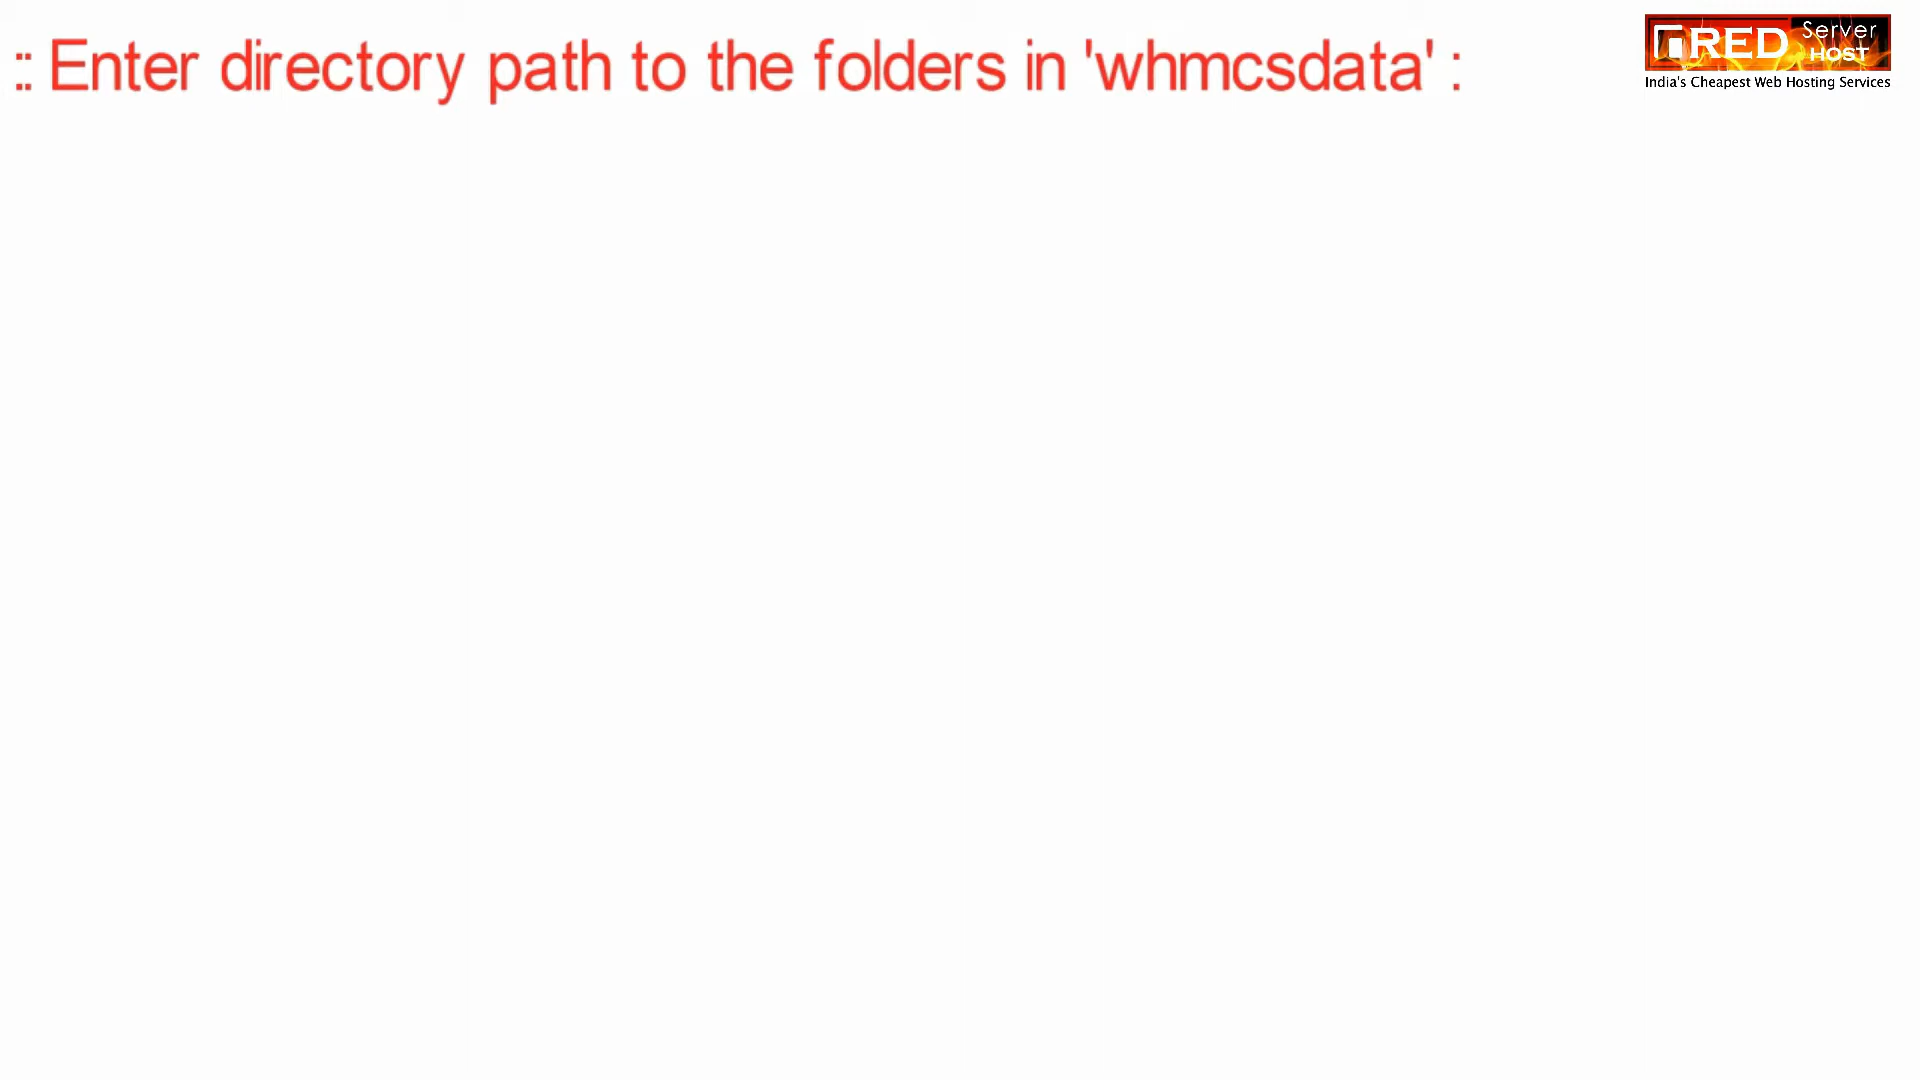 :: Enter directory path to the folders in 'whmcsdata' :
RED Server HOST
India's Cheapest Web Hosting Services